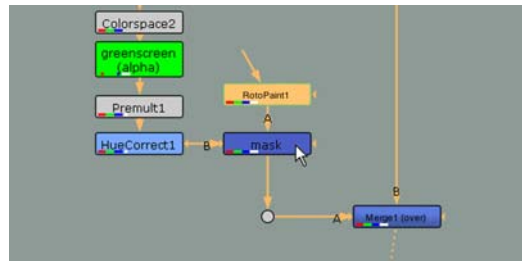 Colorspace2
greenscreen
(alpha)
RotoPaint1
Premult1
A
HueCorrect1
B
mask
B
A
Merge1 (over)